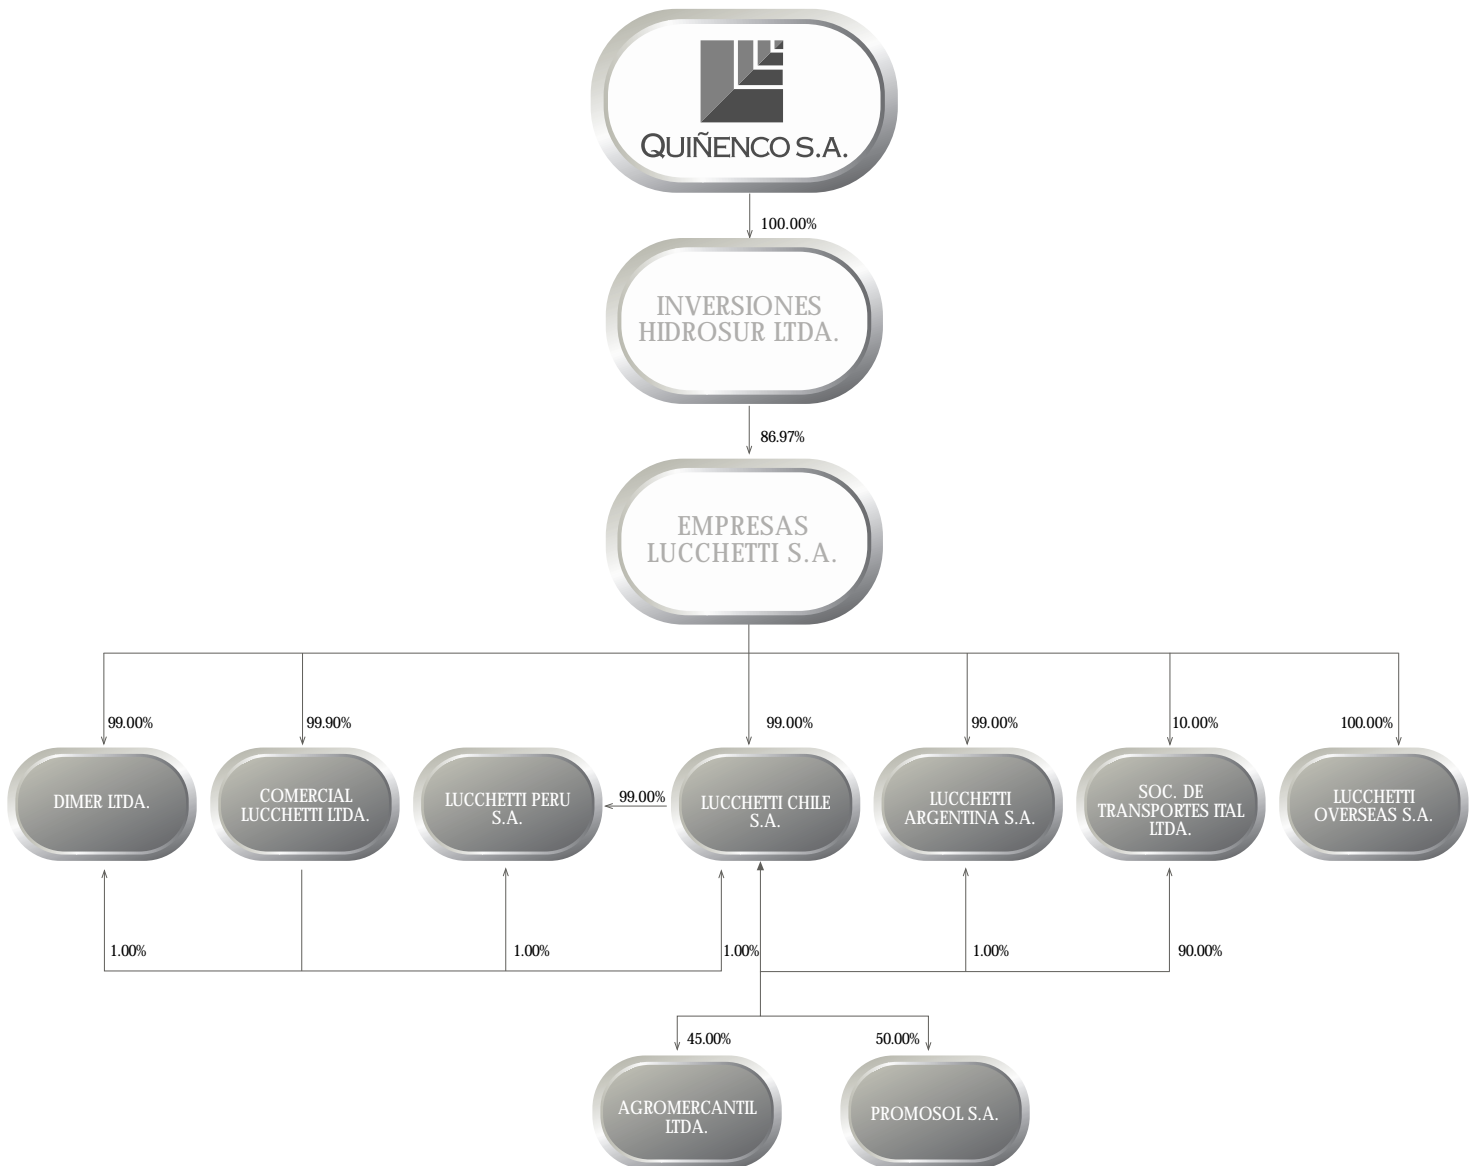 QUIÑENCO S.A.
100.00%
INVERSIONES
HIDROSUR LTDA.
86.97%
EMPRESAS
LUCCHETTI S.A.
99.00%
99.90%
99.00%
99.00%
10.00%
100.00%
DIMER LTDA.
COMERCIAL
LUCCHETTI LTDA.
LUCCHETTI PERU
S.A.
99.00%
LUCCHETTI CHILE
S.A.
LUCCHETTI
ARGENTINA S.A.
SOC. DE
TRANSPORTES ITAL
LTDA.
LUCCHETTI
OVERSEAS S.A.
1.00%
1.00%
1.00%
1.00%
90.00%
45.00%
50.00%
AGROMERCANTIL
LTDA.
PROMOSOL S.A.